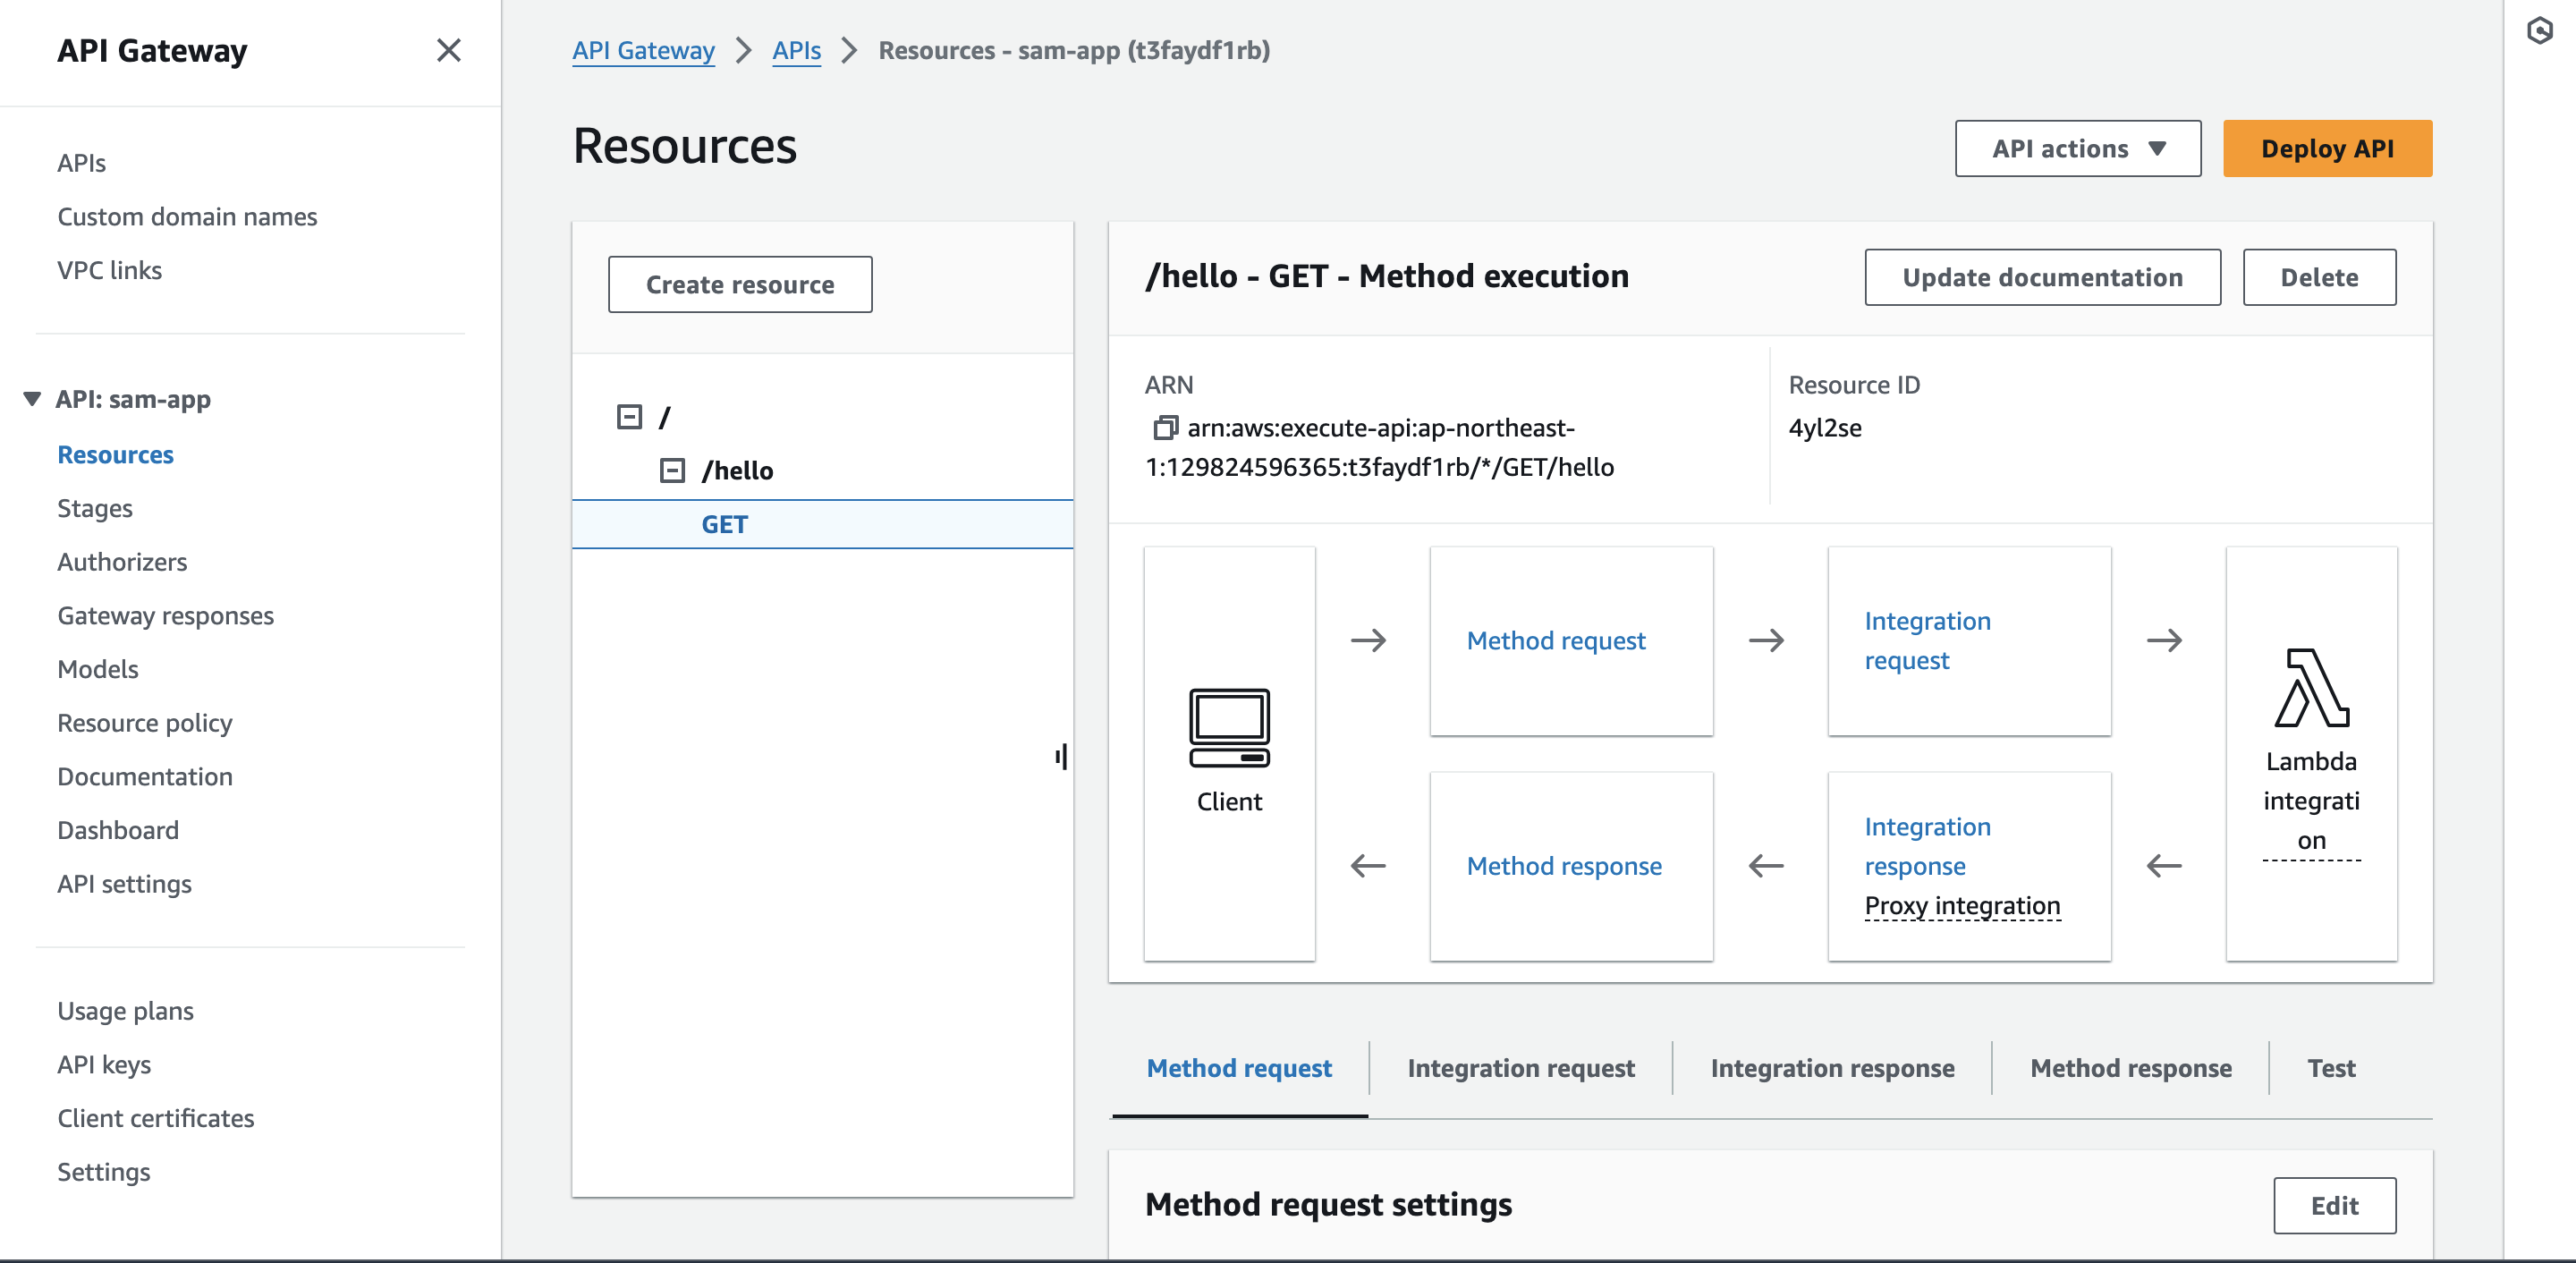 API Gateway
APIs
Custom domain names
VPC links
API: sam-app
Resources
Stages
Authorizers
Gateway responses
Models
Resource policy
Documentation
Dashboard
API settings
Usage plans
API keys
Client certificates
Settings
API Gateway > APIs > Resources - sam-app (t3faydf1rb)
Resources
API actions
Deploy API
Create resource
/
/hello
GET
/hello - GET - Method execution
Update documentation
Delete
ARN
arn:aws:execute-api:ap-northeast-
1:129824596365:t3faydf1rb/*/GET/hello
Resource ID
4yl2se
Client
Method request
Integration
request
Lambda
integrati
on
Method response
Integration
response
Proxy integration
Method request
Integration request
Integration response
Method response
Test
Method request settings
Edit